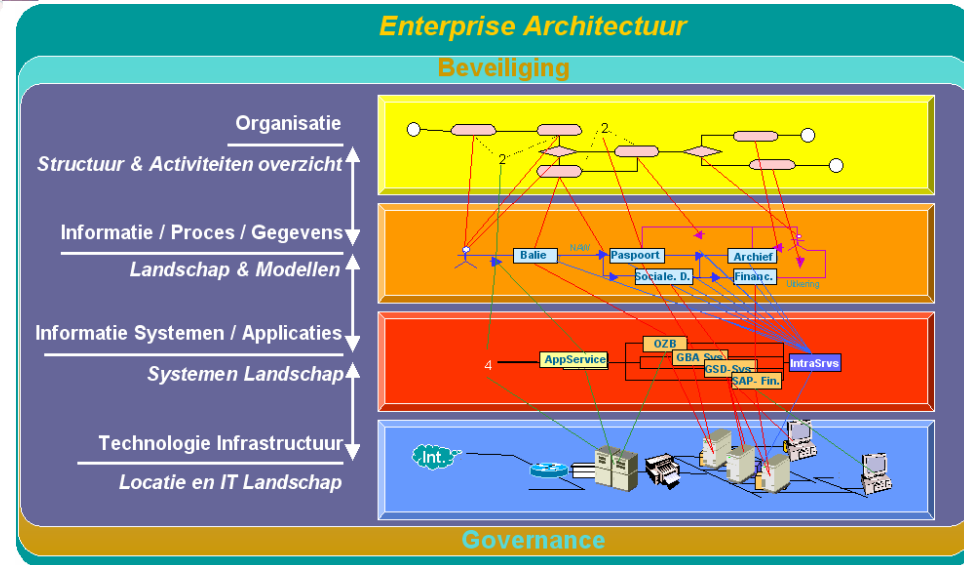 Enterprise Architectuur
Beveiliging
Organisatie
Structuur & Activiteiten overzicht
2
2
Informatie / Proces / Gegevens
Landschap & Modellen
Balie
NAW
Paspoort
Archief
Sociale. D.
Financ.
Uitkering
Informatie Systemen / Applicaties
Systemen Landschap
4
AppService
OZB
GBA Sys
GSD-Sys
SAP- Fin.
IntraSrvs
Technologie Infrastructuur
Locatie en IT Landschap
Int.
Governance